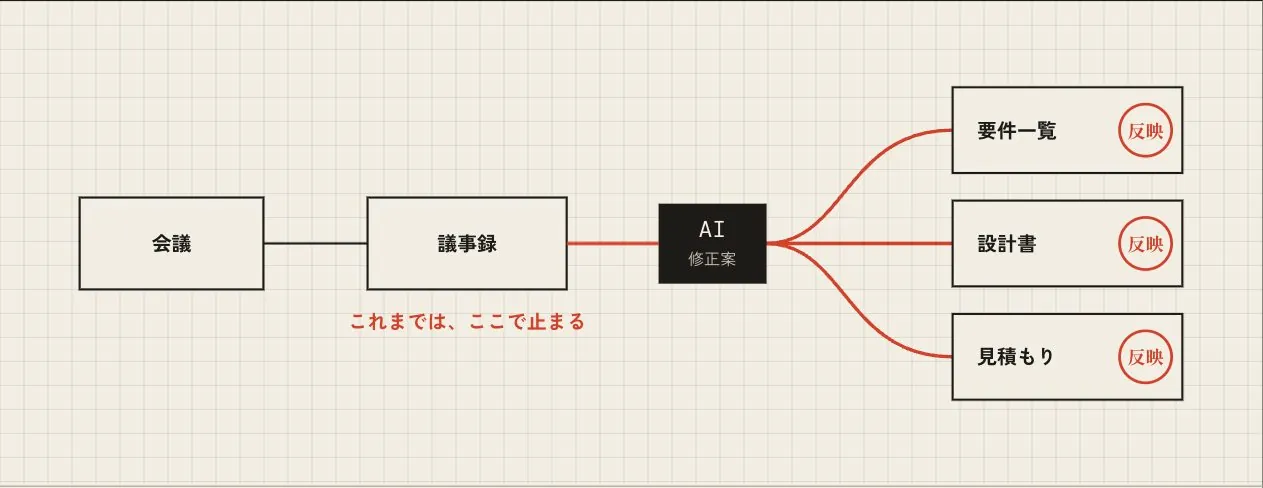 会議
議事録
これまでは、ここで止まる
AI
修正案
要件一覧
反映
設計書
反映
見積もり
反映